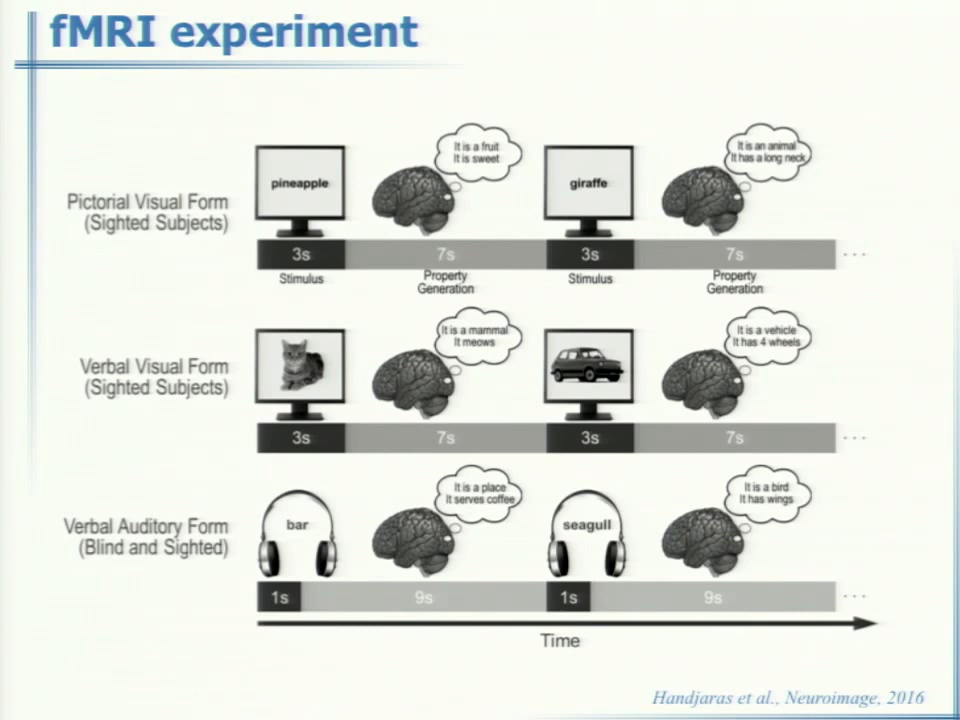 fMRI experiment
It is a fruit
It is sweet
It is an animal
It has a long neck
pineapple
giraffe
Pictorial Visual Form
(Sighted Subjects)
3s
7s
3s
7s
...
Stimulus
Property
Generation
Stimulus
Property
Generation
It is a mammal
It meows
It is a vehicle
It has 4 wheels
Verbal Visual Form
(Sighted Subjects)
3s
7s
3s
7s
...
It is a place
It serves coffee
It is a bird
It has wings
bar
seagull
Verbal Auditory Form
(Blind and Sighted)
1s
9s
1s
9s
...
Time
Handjaras et al., Neuroimage, 2016